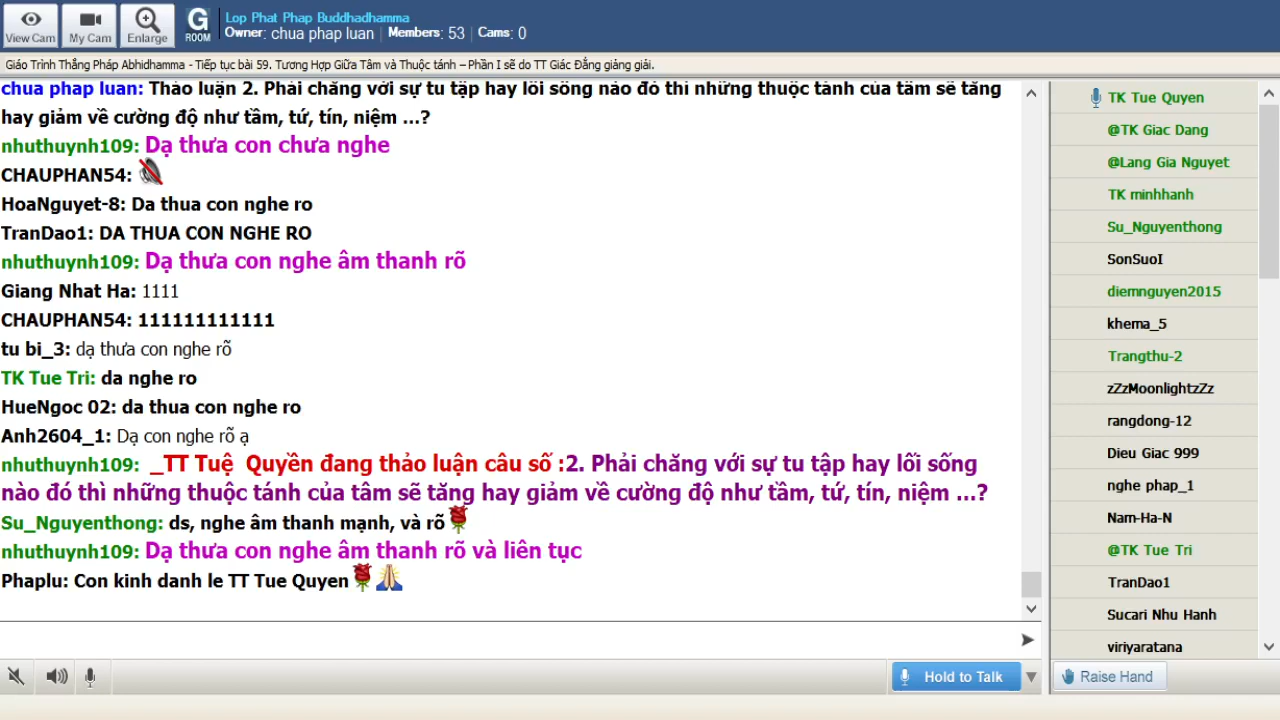 View Cam
My Cam
Enlarge
G
ROOM
Lop Phat Phap Buddhadhamma
Owner: chua phap luan | Members: 53 | Cams: 0
Giáo Trình Thắng Pháp Abhidhamma - Tiếp tục bài 59. Tương Hợp Giữa Tâm và Thuộc tánh – Phần I sẽ do TT Giác Đẳng giảng giải.
chua phap luan: Thảo luận 2. Phải chăng với sự tu tập hay lối sống nào đó thì những thuộc tánh của tâm sẽ tăng
hay giảm về cường độ như tầm, tứ, tín, niệm ...?
nhuthuynh109: Dạ thưa con chưa nghe
CHAUPHAN54:
HoaNguyet-8: Da thua con nghe ro
TranDao1: DA THUA CON NGHE RO
nhuthuynh109: Dạ thưa con nghe âm thanh rõ
Giang Nhat Ha: 1111
CHAUPHAN54: 111111111111
tu bi_3: dạ thưa con nghe rõ
TK Tue Tri: da nghe ro
HueNgoc 02: da thua con nghe ro
Anh2604_1: Dạ con nghe rõ ạ
nhuthuynh109: _TT Tuệ Quyền đang thảo luận câu số :2. Phải chăng với sự tu tập hay lối sống
nào đó thì những thuộc tánh của tâm sẽ tăng hay giảm về cường độ như tầm, tứ, tín, niệm ...?
Su_Nguyenthong: ds, nghe âm thanh mạnh, và rõ
nhuthuynh109: Dạ thưa con nghe âm thanh rõ và liên tục
Phaplu: Con kinh danh le TT Tue Quyen
TK Tue Quyen
@TK Giac Dang
@Lang Gia Nguyet
TK minhhanh
Su_Nguyenthong
SonSuoI
diemnguyen2015
khema_5
Trangthu-2
zZzMoonlightzZz
rangdong-12
Dieu Giac 999
nghe phap_1
Nam-Ha-N
@TK Tue Tri
TranDao1
Sucari Nhu Hanh
viriyaratana
Hold to Talk
Raise Hand